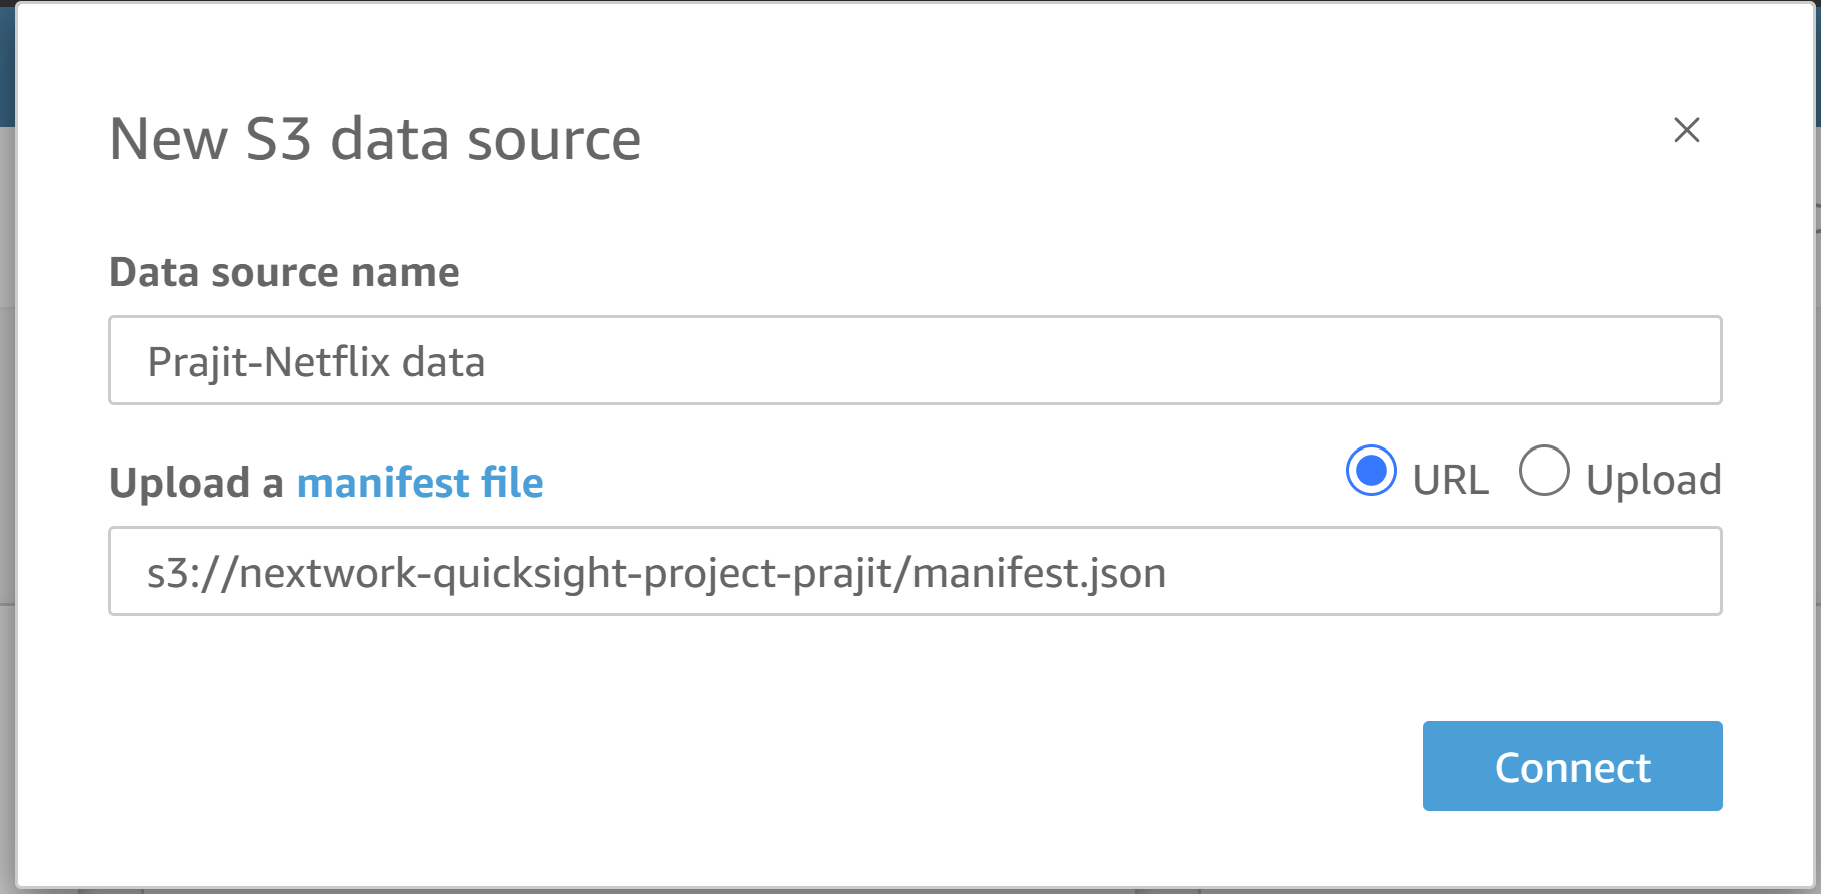 New S3 data source
Data source name
Prajit-Netflix data
Upload a manifest file
URL Upload
s3://nextwork-quicksight-project-prajit/manifest.json
Connect